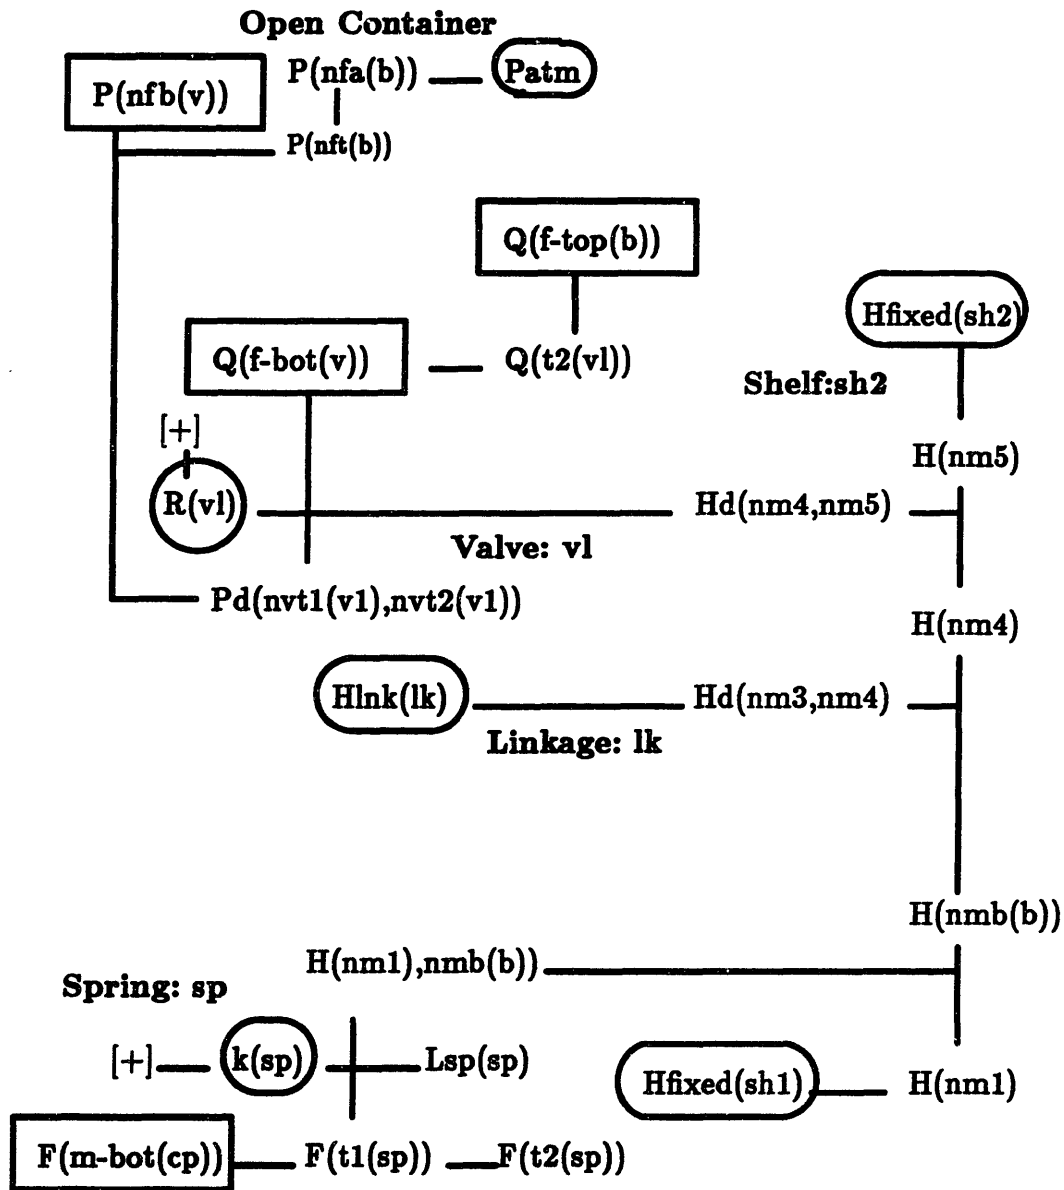 Open Container
P(nfb(v)) P(nfa(b)) Patm
P(nft(b))
Q(f-top(b))
Hfixed(sh2)
Q(f-bot(v)) Q(t2(vl))
Shelf:sh2
[+]
H(nm5)
R(vl) Hd(nm4,nm5)
Valve: vl
Pd(nvt1(v1),nvt2(v1))
H(nm4)
Hlnk(lk) Hd(nm3,nm4)
Linkage: lk
H(nmb(b))
H(nm1),nmb(b))
Spring: sp
[+] k(sp) Lsp(sp)
Hfixed(sh1) H(nm1)
F(m-bot(cp)) F(t1(sp)) F(t2(sp))